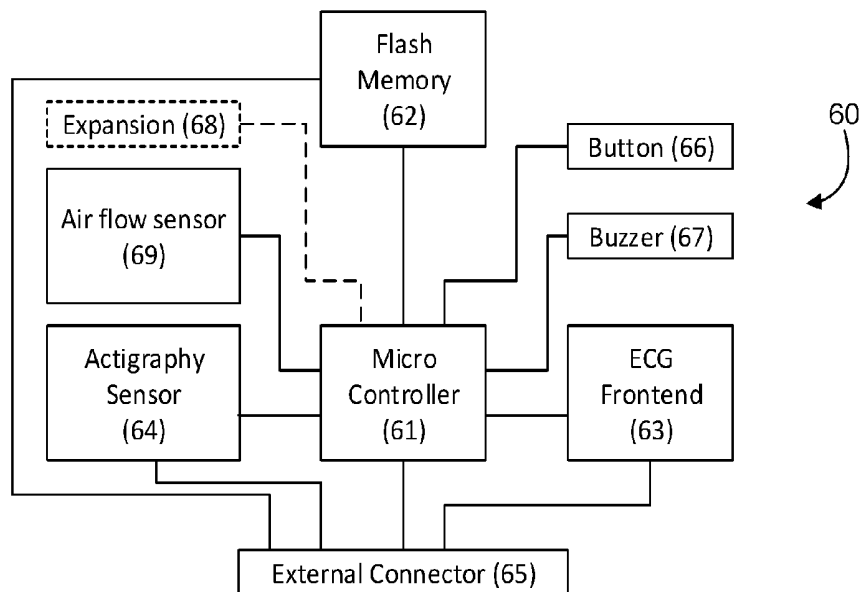 Flash
Memory
(62)
Expansion (68)
60
Button (66)
Air flow sensor
(69)
Buzzer (67)
Actigraphy
Sensor
(64)
Micro
Controller
(61)
ECG
Frontend
(63)
External Connector (65)